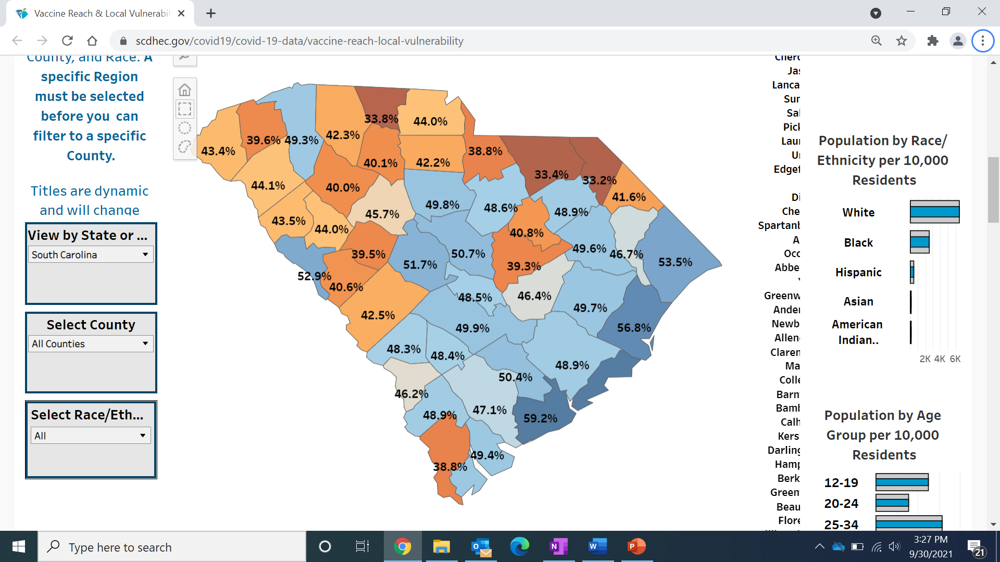 Vaccine Reach & Local Vulnerabil
scdhec.gov/covid19/covid-19-data/vaccine-reach-local-vulnerability
County, and Race. A
specific Region
must be selected
before you can
filter to a specific
County.
Titles are dynamic
and will change
View by State or ...
South Carolina
Select County
All Counties
Select Race/Eth...
All
33.8%
44.0%
39.6%
49.3%
42.3%
43.4%
38.8%
40.1%
42.2%
33.4%
33.2%
44.1%
40.0%
41.6%
49.8%
48.6%
48.9%
45.7%
43.5%
44.0%
40.8%
39.5%
50.7%
49.6%
46.7%
53.5%
51.7%
39.3%
52.9%
40.6%
48.5%
46.4%
49.7%
42.5%
49.9%
56.8%
48.3%
48.4%
48.9%
50.4%
46.2%
48.9%
47.1%
59.2%
38.8%
49.4%
Cherc
Jas
Lanca
Sur
Sal
Pick
Laur
Ur
Edgef
Di
Che
Spartanb
A
Occ
Abbe
Greenw
Ander
Newb
Allen
Claren
Ma
Colle
Barn
Bamb
Calh
Kers
Darling
Hamp
Berk
Green
Beau
Flore
Population by Race/
Ethnicity per 10,000
Residents
White
Black
Hispanic
Asian
American
Indian..
2K 4K 6K
Population by Age
Group per 10,000
Residents
12-19
20-24
25-34
Type here to search
3:27 PM
9/30/2021
21